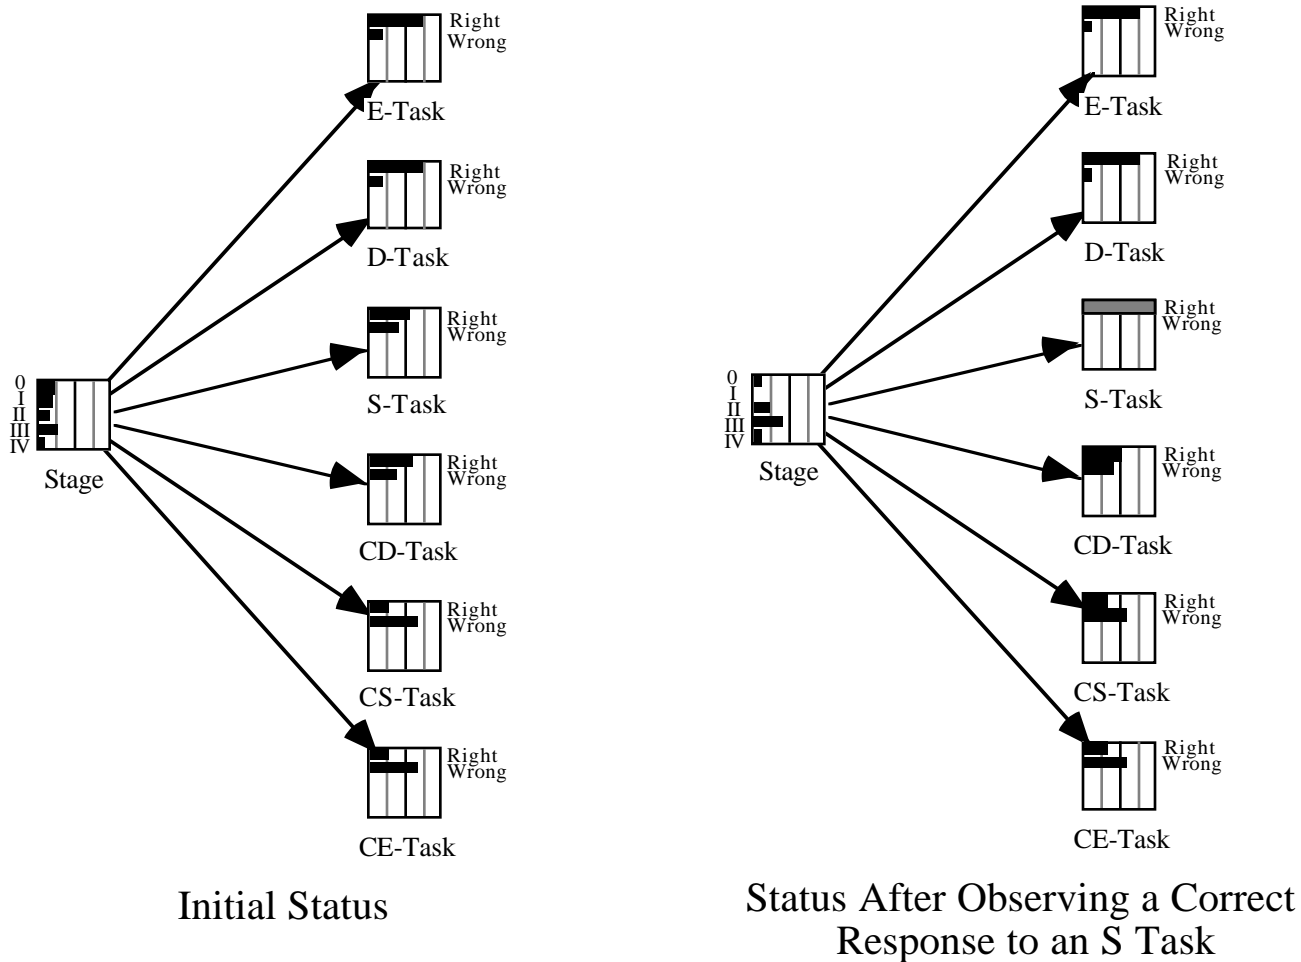 Right
Wrong
E-Task
Right
Wrong
D-Task
Right
Wrong
S-Task
0
I
II
III
IV
Stage
Right
Wrong
CD-Task
Right
Wrong
CS-Task
Right
Wrong
CE-Task
Initial Status
Right
Wrong
E-Task
Right
Wrong
D-Task
Right
Wrong
S-Task
0
I
II
III
IV
Stage
Right
Wrong
CD-Task
Right
Wrong
CS-Task
Right
Wrong
CE-Task
Status After Observing a Correct
Response to an S Task